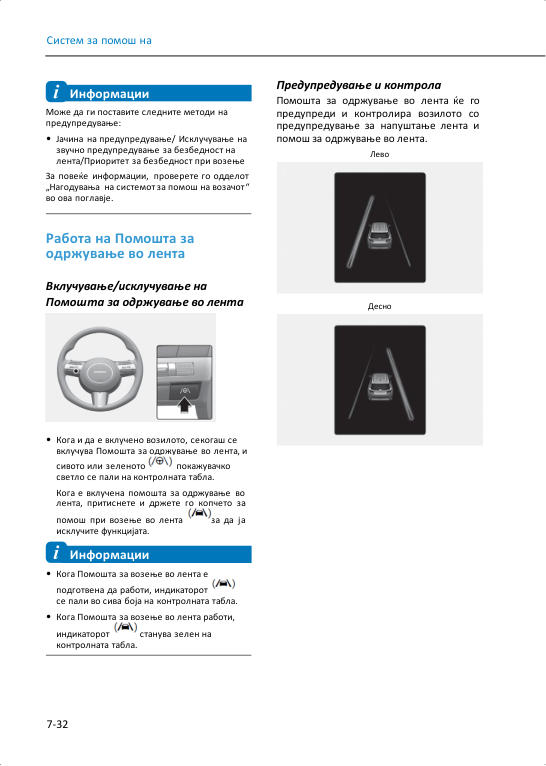 Систем за помош на
i Информации
Може да ги поставите следните методи на
предупредување:
• Јачина на предупредување/ Исклучување на
звучно предупредување за безбедност на
лента/Приоритет за безбедност при возење
За повеќе информации, проверете го одделот
„Нагодувања на системот за помош на возачот“
во ова поглавје.
Работа на Помошта за
одржување во лента
Вклучување/исклучување на
Помошта за одржување во лента
• Кога и да е вклучено возилото, секогаш се
вклучува Помошта за одржување во лента, и
сивото или зеленото покажувачко
светло се пали на контролната табла.
Кога е вклучена помошта за одржување во
лента, притиснете и држете го копчето за
помош при возење во лента за да ја
исклучите функцијата.
i Информации
• Кога Помошта за возење во лента е
подготвена да работи, индикаторот
се пали во сива боја на контролната табла.
• Кога Помошта за возење во лента работи,
индикаторот станува зелен на
контролната табла.
Предупредување и контрола
Помошта за одржување во лента ќе го
предупреди и контролира возилото со
предупредување за напуштање лента и
помош за одржување во лента.
Лево
Десно
7-32